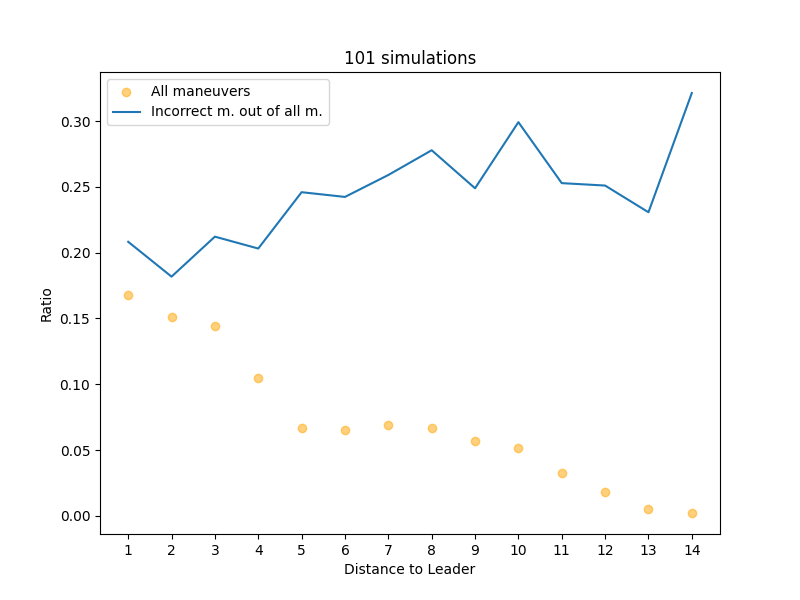 101 simulations
All maneuvers
Incorrect m. out of all m.
0.30
0.25
0.20
0.15
0.10
0.05
0.00
Ratio
1 2 3 4 5 6 7 8 9 10 11 12 13 14
Distance to Leader